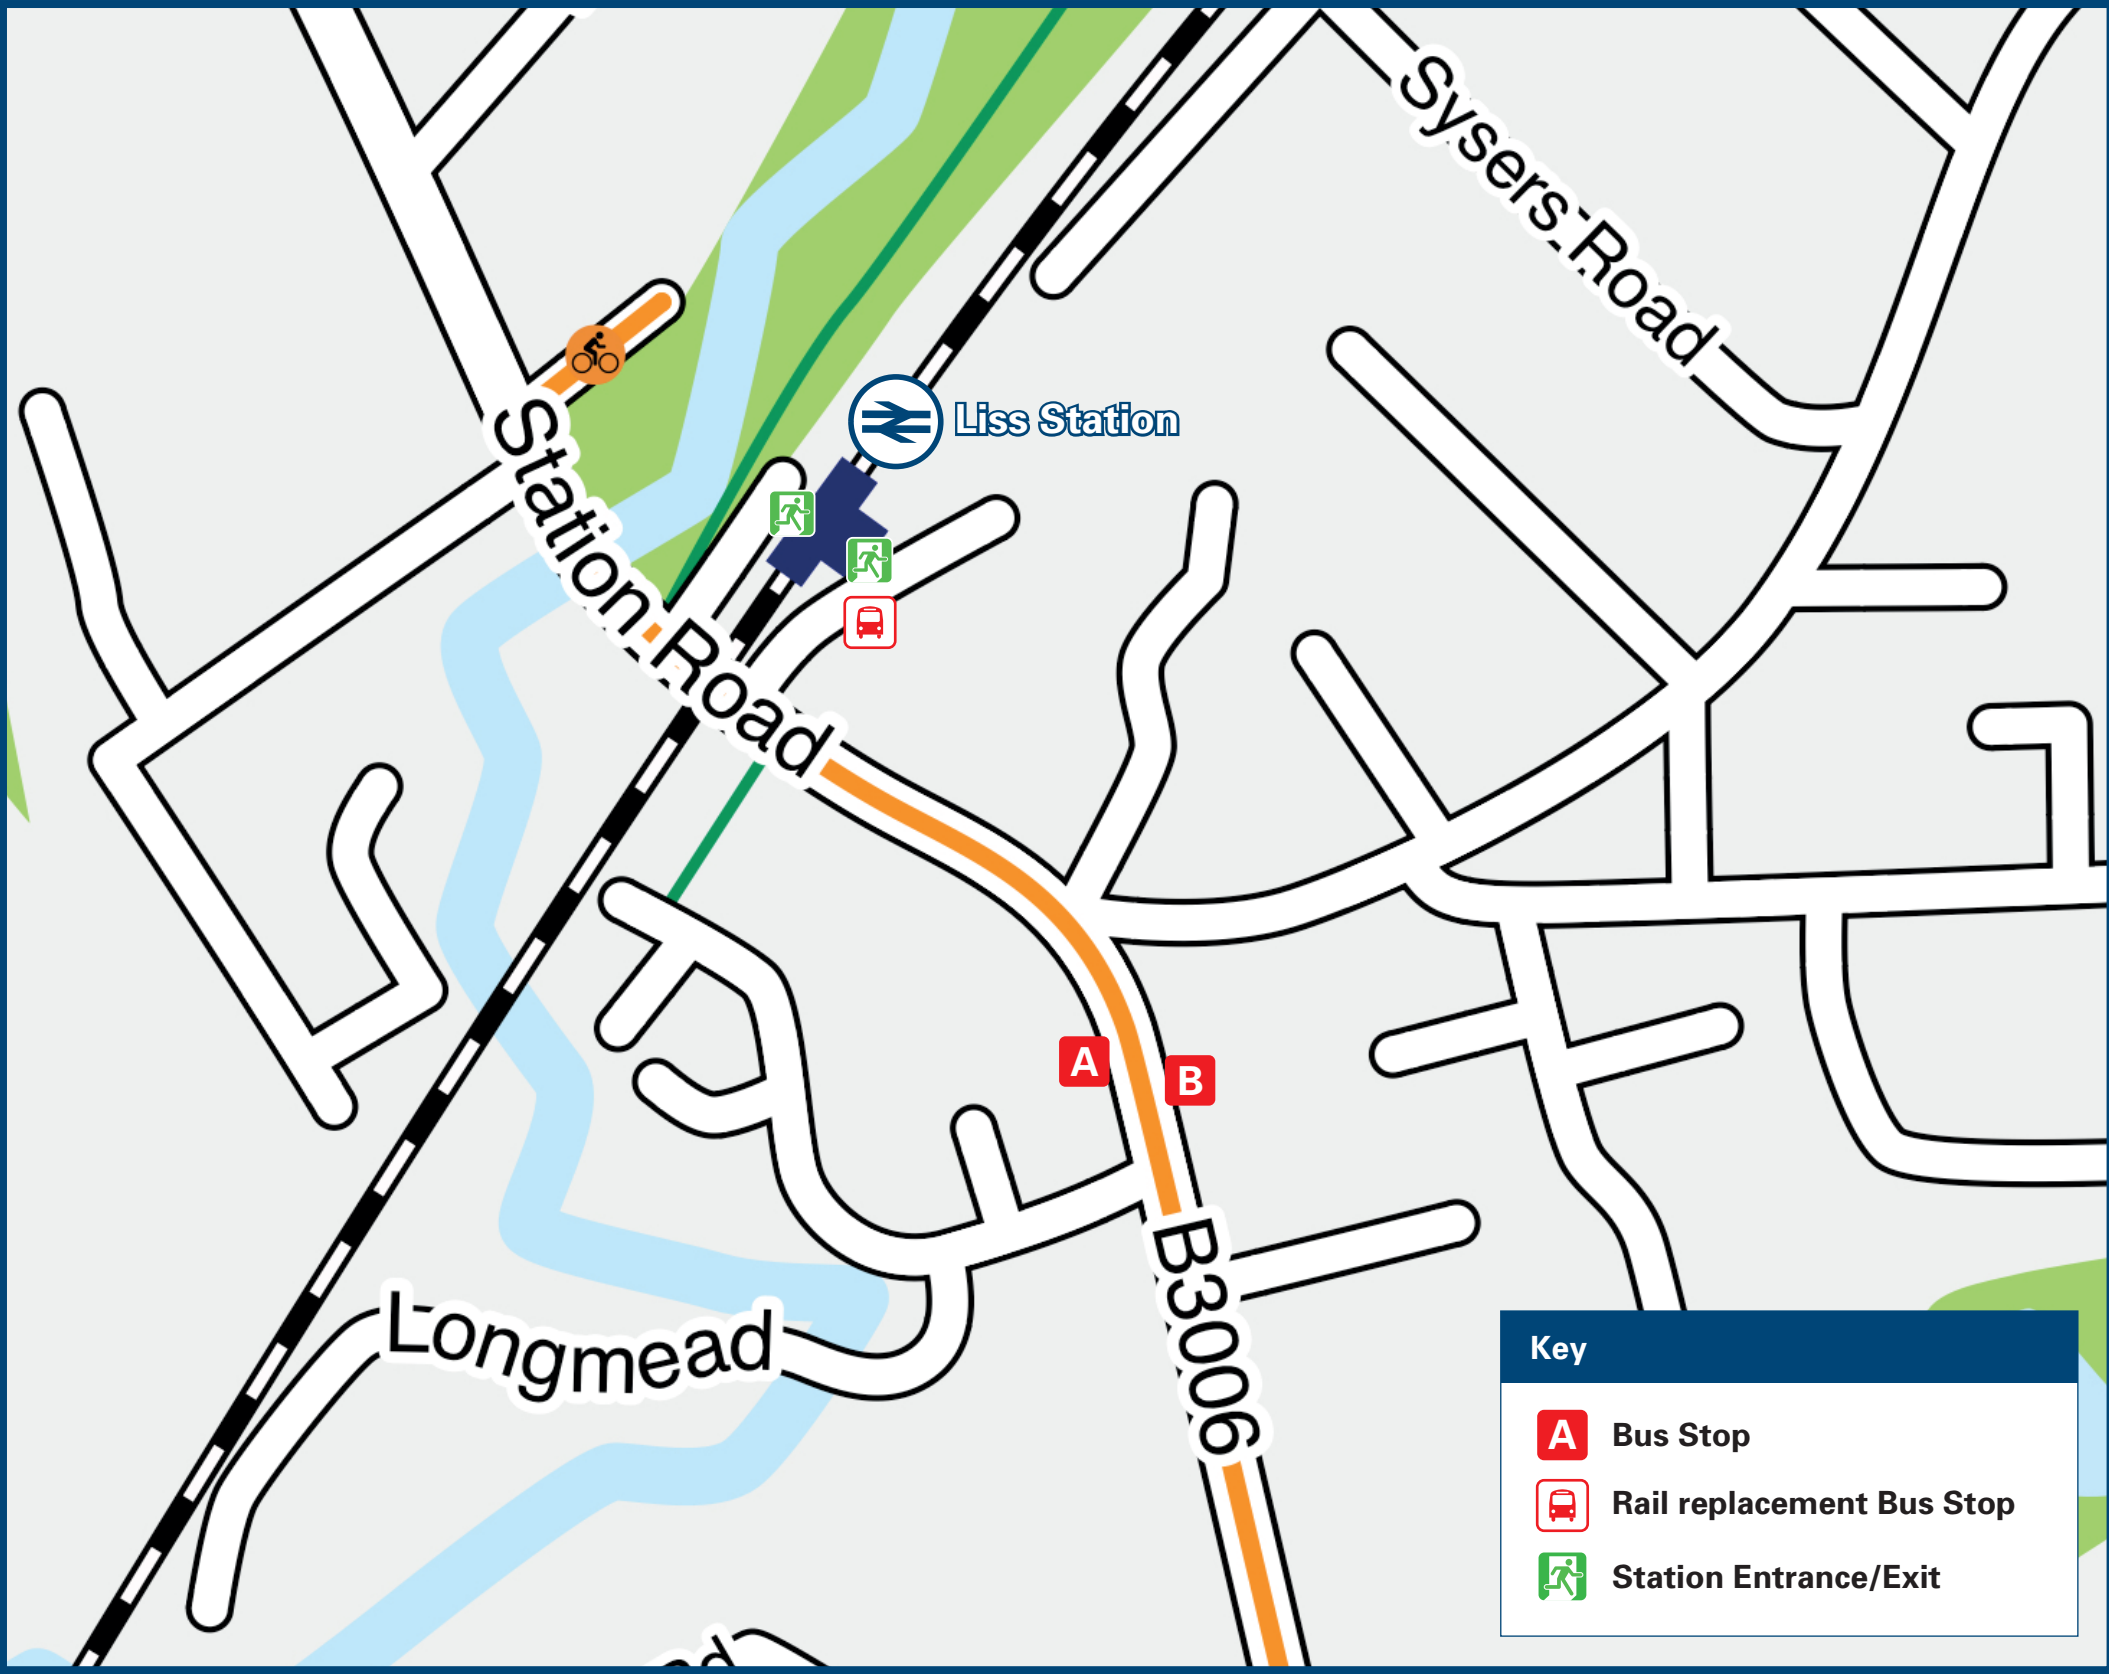 Sysers Road
Liss Station
Station Road
A
B
B3006
Longmead
Key
A Bus Stop
Rail replacement Bus Stop
Station Entrance/Exit